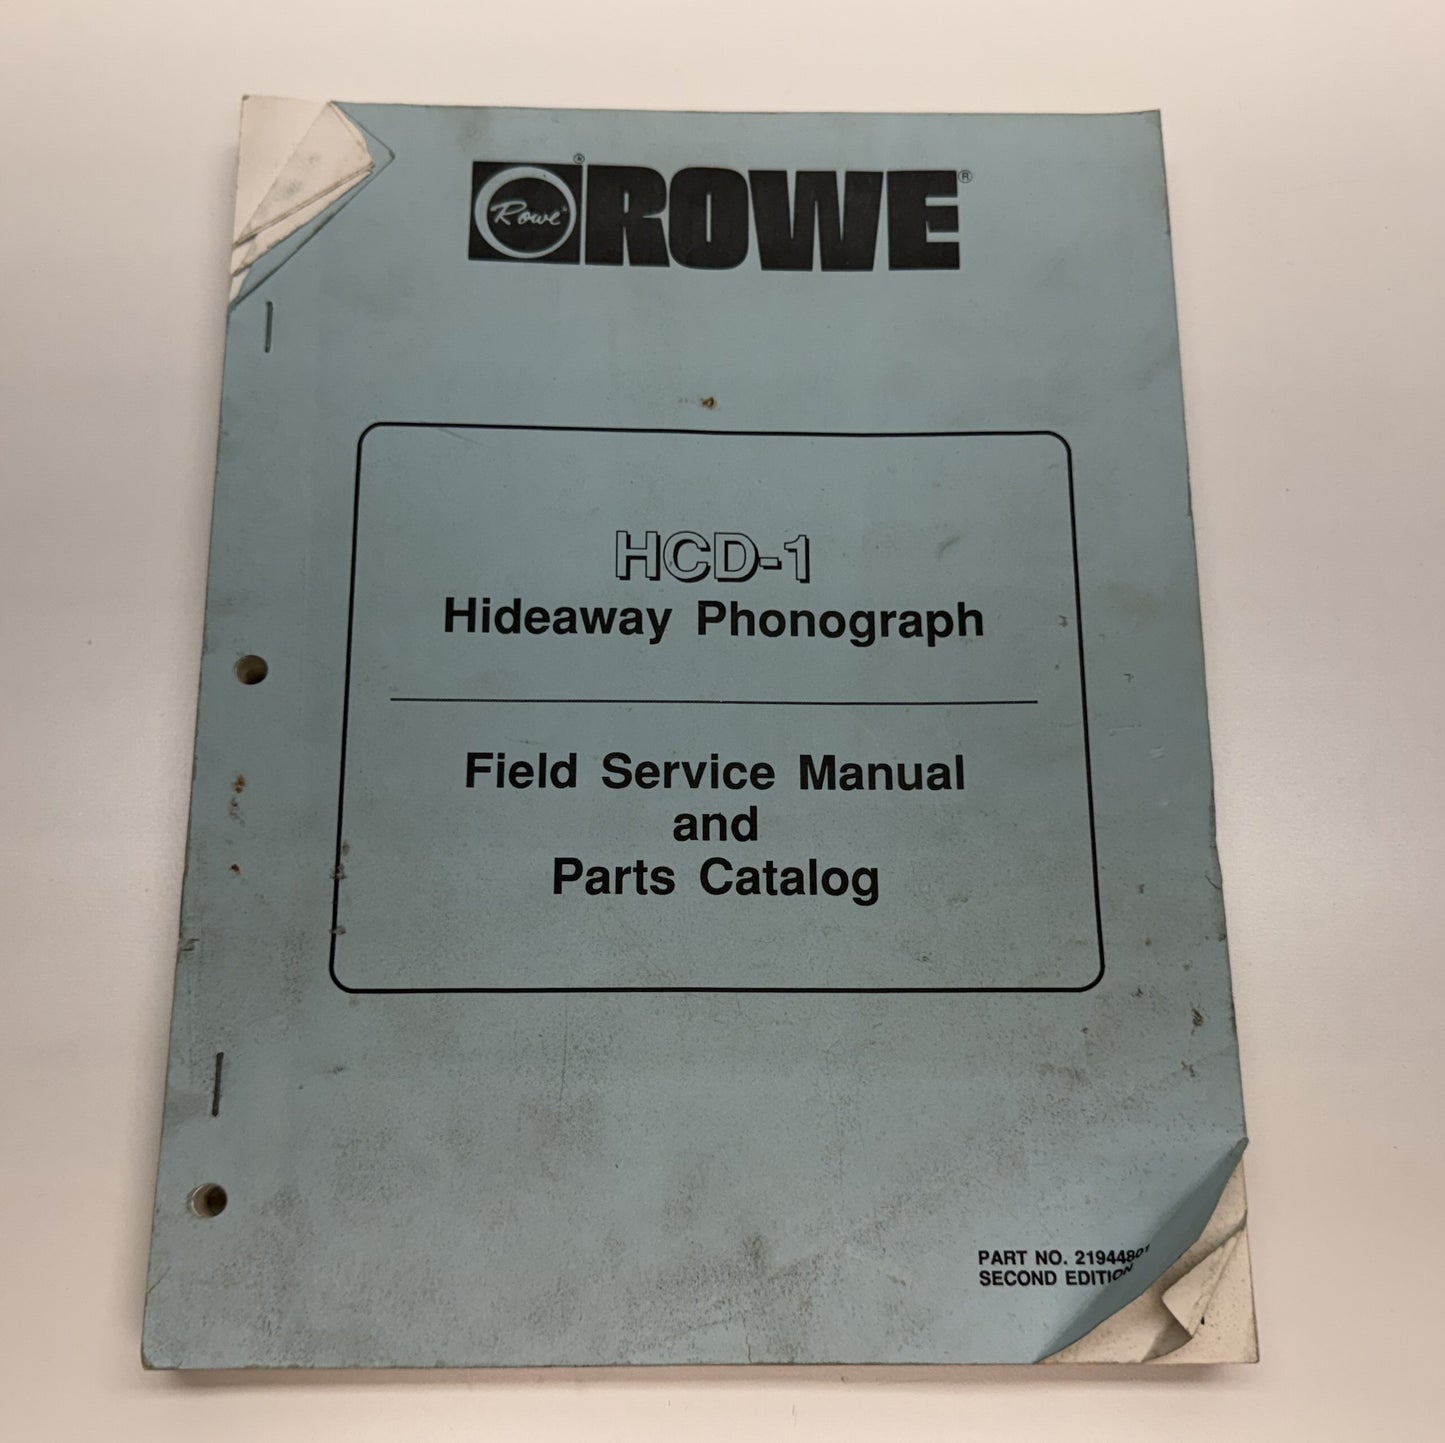 Rowe® ® ROWE®
HCD-1
Hideaway Phonograph
Field Service Manual
and
Parts Catalog
PART NO. 21944801
SECOND EDITION